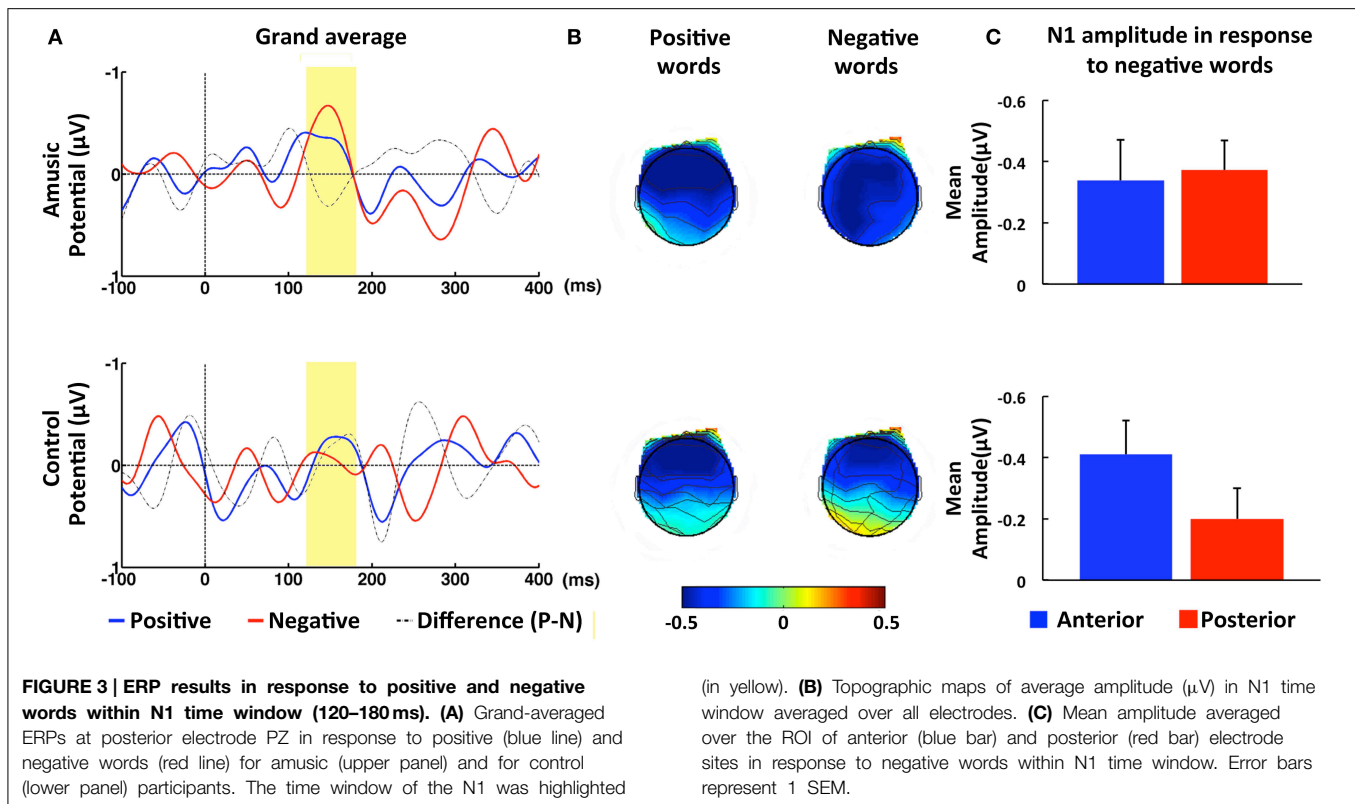 A
Grand average
B
Positive
words
Negative
words
C
N1 amplitude in response
to negative words
Amusic
Potential (µV)
-1
0
1
-100
0
100
200
300
400
(ms)
Mean
Amplitude(µV)
-0.6
-0.4
-0.2
0
Control
Potential (µV)
-1
0
1
-100
0
100
200
300
400
(ms)
Mean
Amplitude(µV)
-0.6
-0.4
-0.2
0
Positive
Negative
Difference (P-N)
-0.5
0
0.5
Anterior
Posterior
FIGURE 3 | ERP results in response to positive and negative
words within N1 time window (120–180 ms). (A) Grand-averaged
ERPs at posterior electrode PZ in response to positive (blue line) and
negative words (red line) for amusic (upper panel) and for control
(lower panel) participants. The time window of the N1 was highlighted
(in yellow). (B) Topographic maps of average amplitude (µV) in N1 time
window averaged over all electrodes. (C) Mean amplitude averaged
over the ROI of anterior (blue bar) and posterior (red bar) electrode
sites in response to negative words within N1 time window. Error bars
represent 1 SEM.